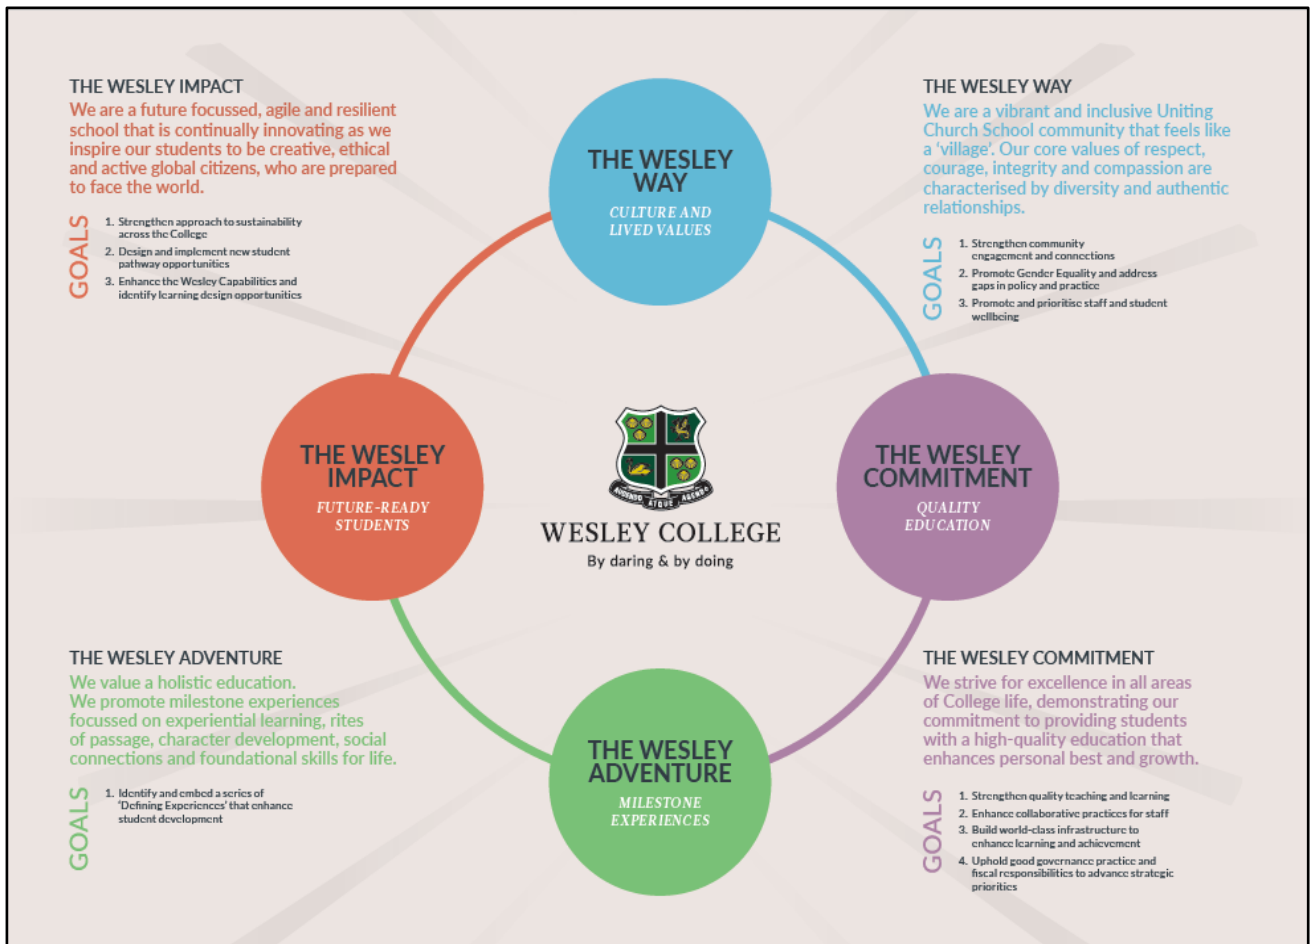 THE WESLEY IMPACT
We are a future focussed, agile and resilient
school that is continually innovating as we
inspire our students to be creative, ethical
and active global citizens, who are prepared
to face the world.
GOALS
1. Strengthen approach to sustainability
across the College
2. Design and implement new student
pathway opportunities
3. Enhance the Wesley Capabilities and
identify learning design opportunities
THE WESLEY
WAY
CULTURE AND
LIVED VALUES
THE WESLEY WAY
We are a vibrant and inclusive Uniting
Church School community that feels like
a ‘village’. Our core values of respect,
courage, integrity and compassion are
characterised by diversity and authentic
relationships.
GOALS
1. Strengthen community
engagement and connections
2. Promote Gender Equality and address
gaps in policy and practice
3. Promote and prioritise staff and student
wellbeing
THE WESLEY
IMPACT
FUTURE-READY
STUDENTS
AUDENDO ATQUE AGENDO
WESLEY COLLEGE
By daring & by doing
THE WESLEY
COMMITMENT
QUALITY
EDUCATION
THE WESLEY ADVENTURE
We value a holistic education.
We promote milestone experiences
focussed on experiential learning, rites
of passage, character development, social
connections and foundational skills for life.
GOALS
1. Identify and embed a series of
‘Defining Experiences’ that enhance
student development
THE WESLEY
ADVENTURE
MILESTONE
EXPERIENCES
THE WESLEY COMMITMENT
We strive for excellence in all areas
of College life, demonstrating our
commitment to providing students
with a high-quality education that
enhances personal best and growth.
GOALS
1. Strengthen quality teaching and learning
2. Enhance collaborative practices for staff
3. Build world-class infrastructure to
enhance learning and achievement
4. Uphold good governance practice and
fiscal responsibilities to advance strategic
priorities